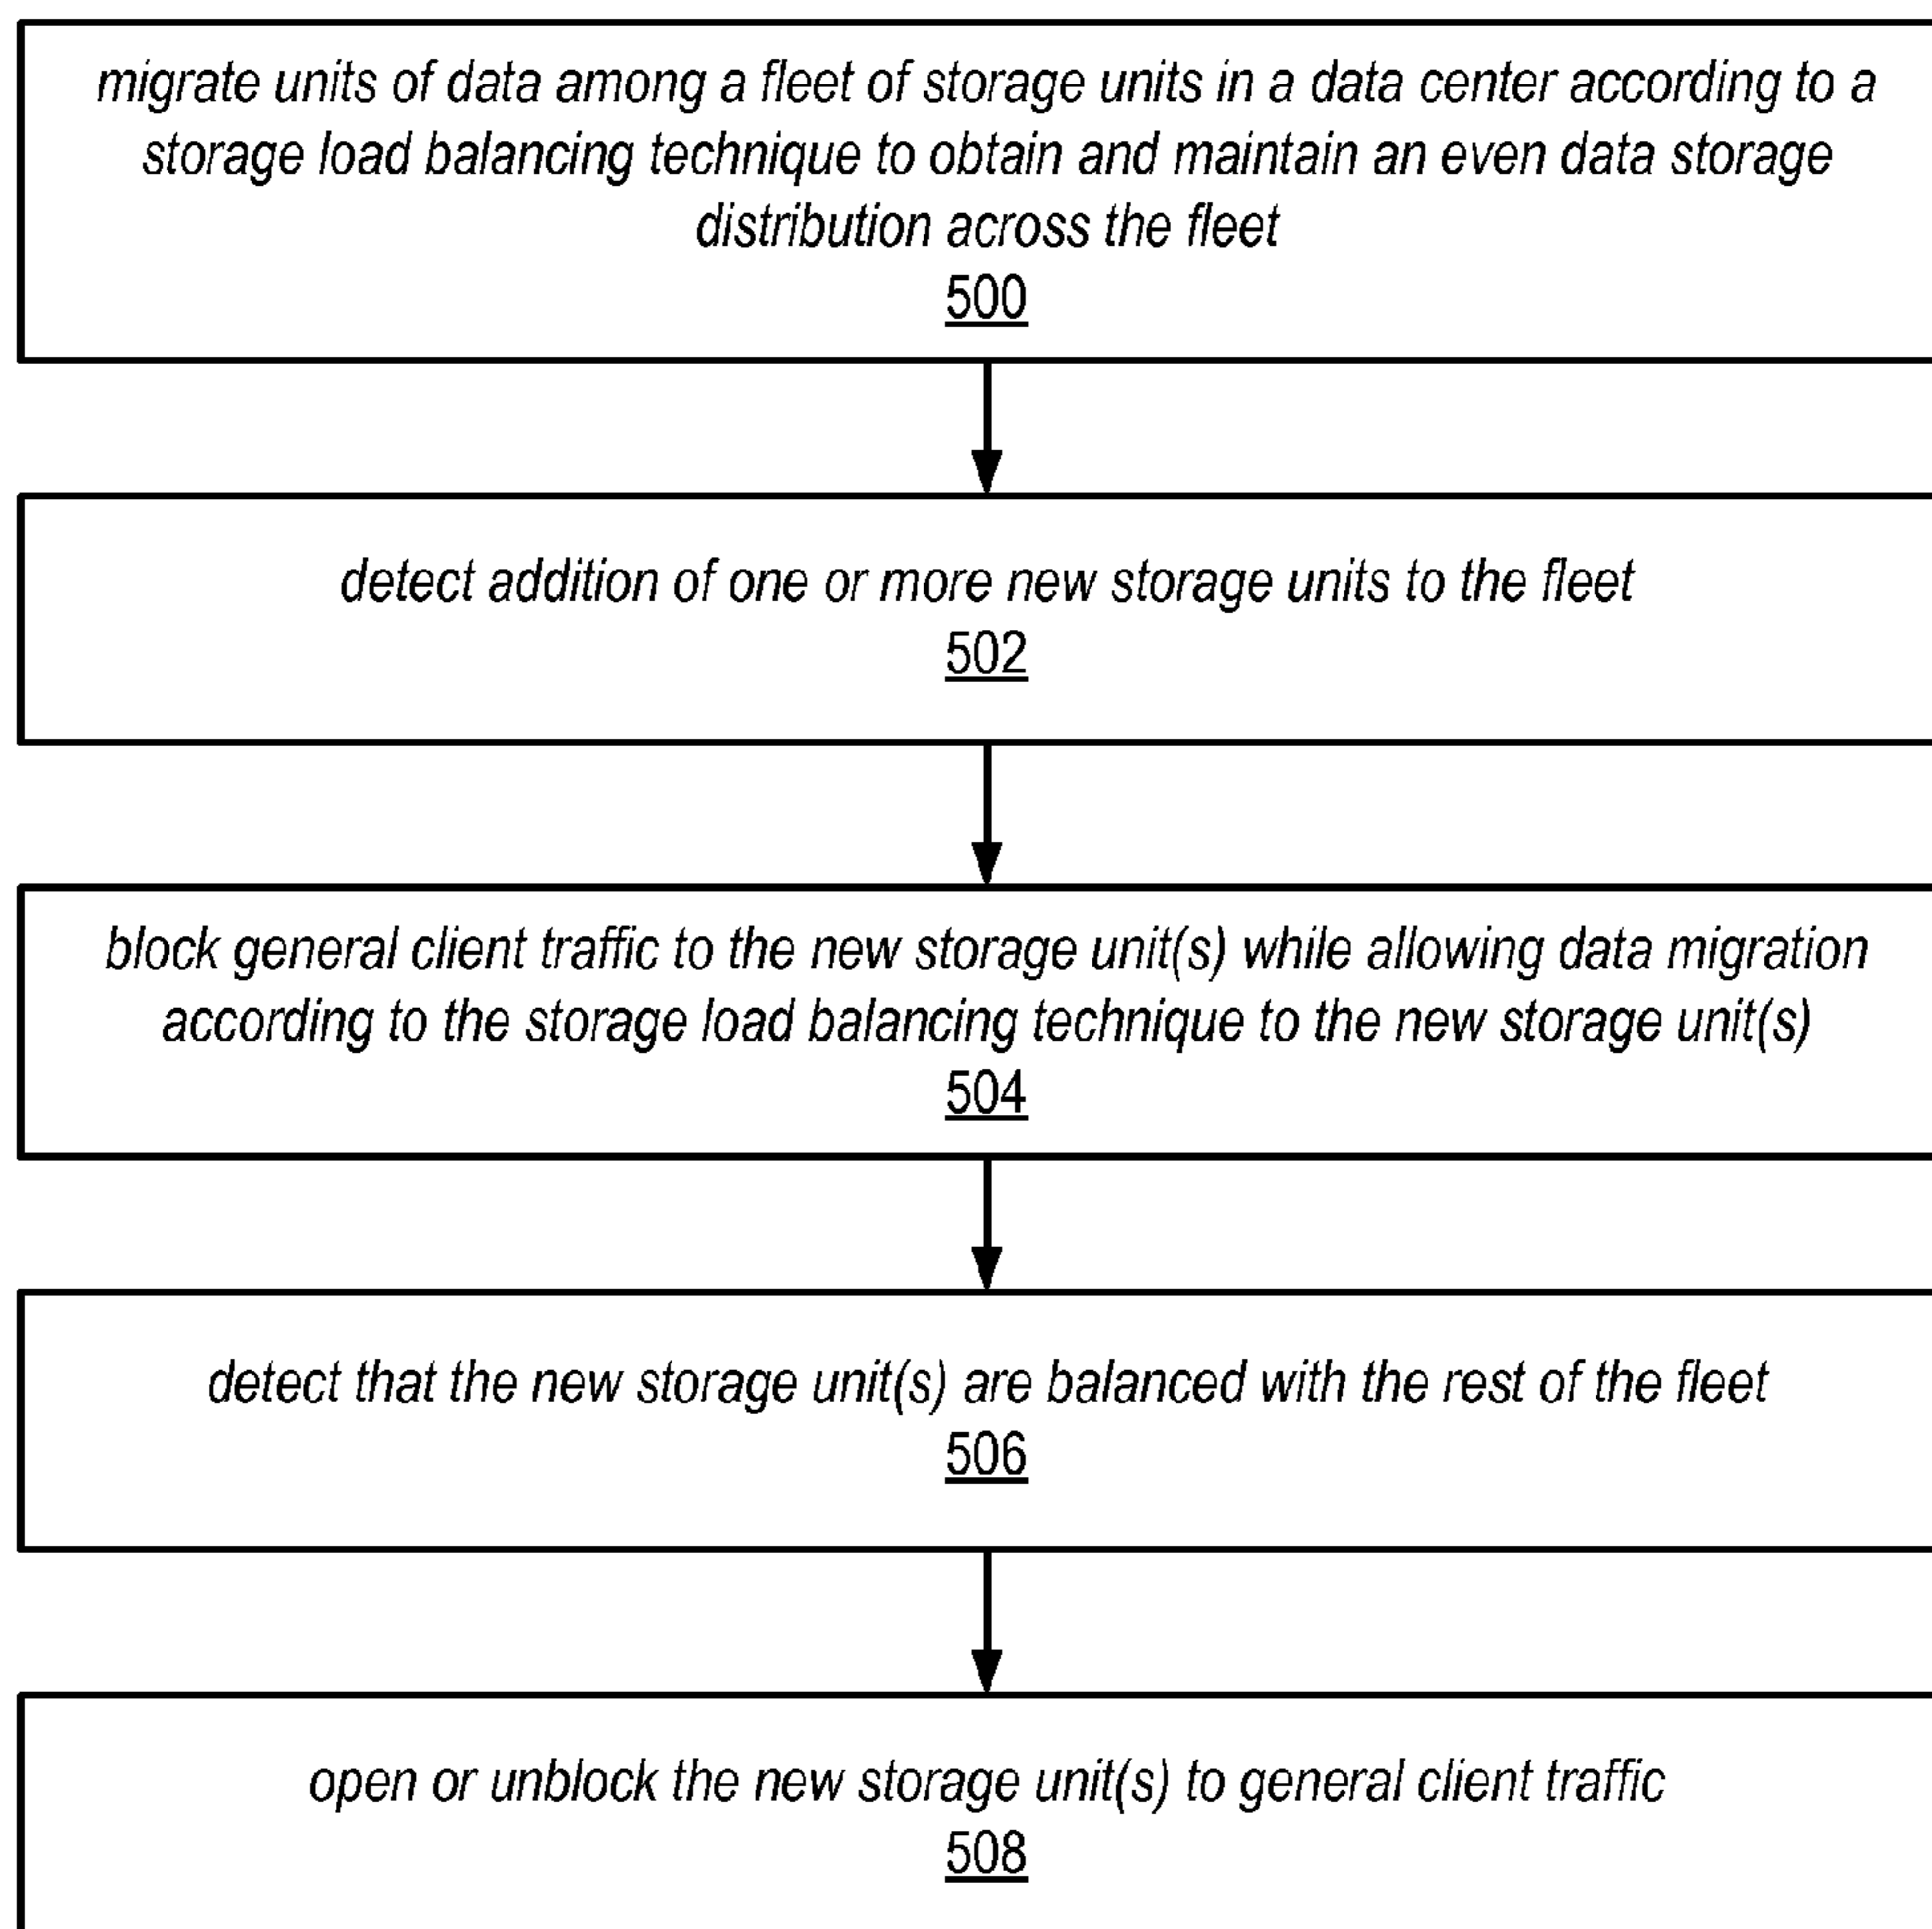 migrate units of data among a fleet of storage units in a data center according to a
storage load balancing technique to obtain and maintain an even data storage
distribution across the fleet
500
detect addition of one or more new storage units to the fleet
502
block general client traffic to the new storage unit(s) while allowing data migration
according to the storage load balancing technique to the new storage unit(s)
504
detect that the new storage unit(s) are balanced with the rest of the fleet
506
open or unblock the new storage unit(s) to general client traffic
508